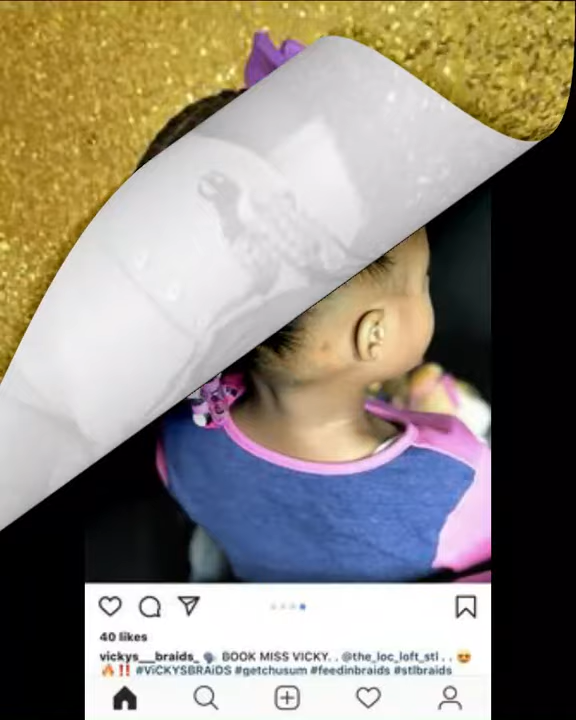 40 likes
vickys__braids_ 🗣 BOOK MISS VICKY. . @the_loc_loft_stl . . 😍
🔥‼️ #ViCKYSBRAiDS #getchusum #feedinbraids #stlbraids